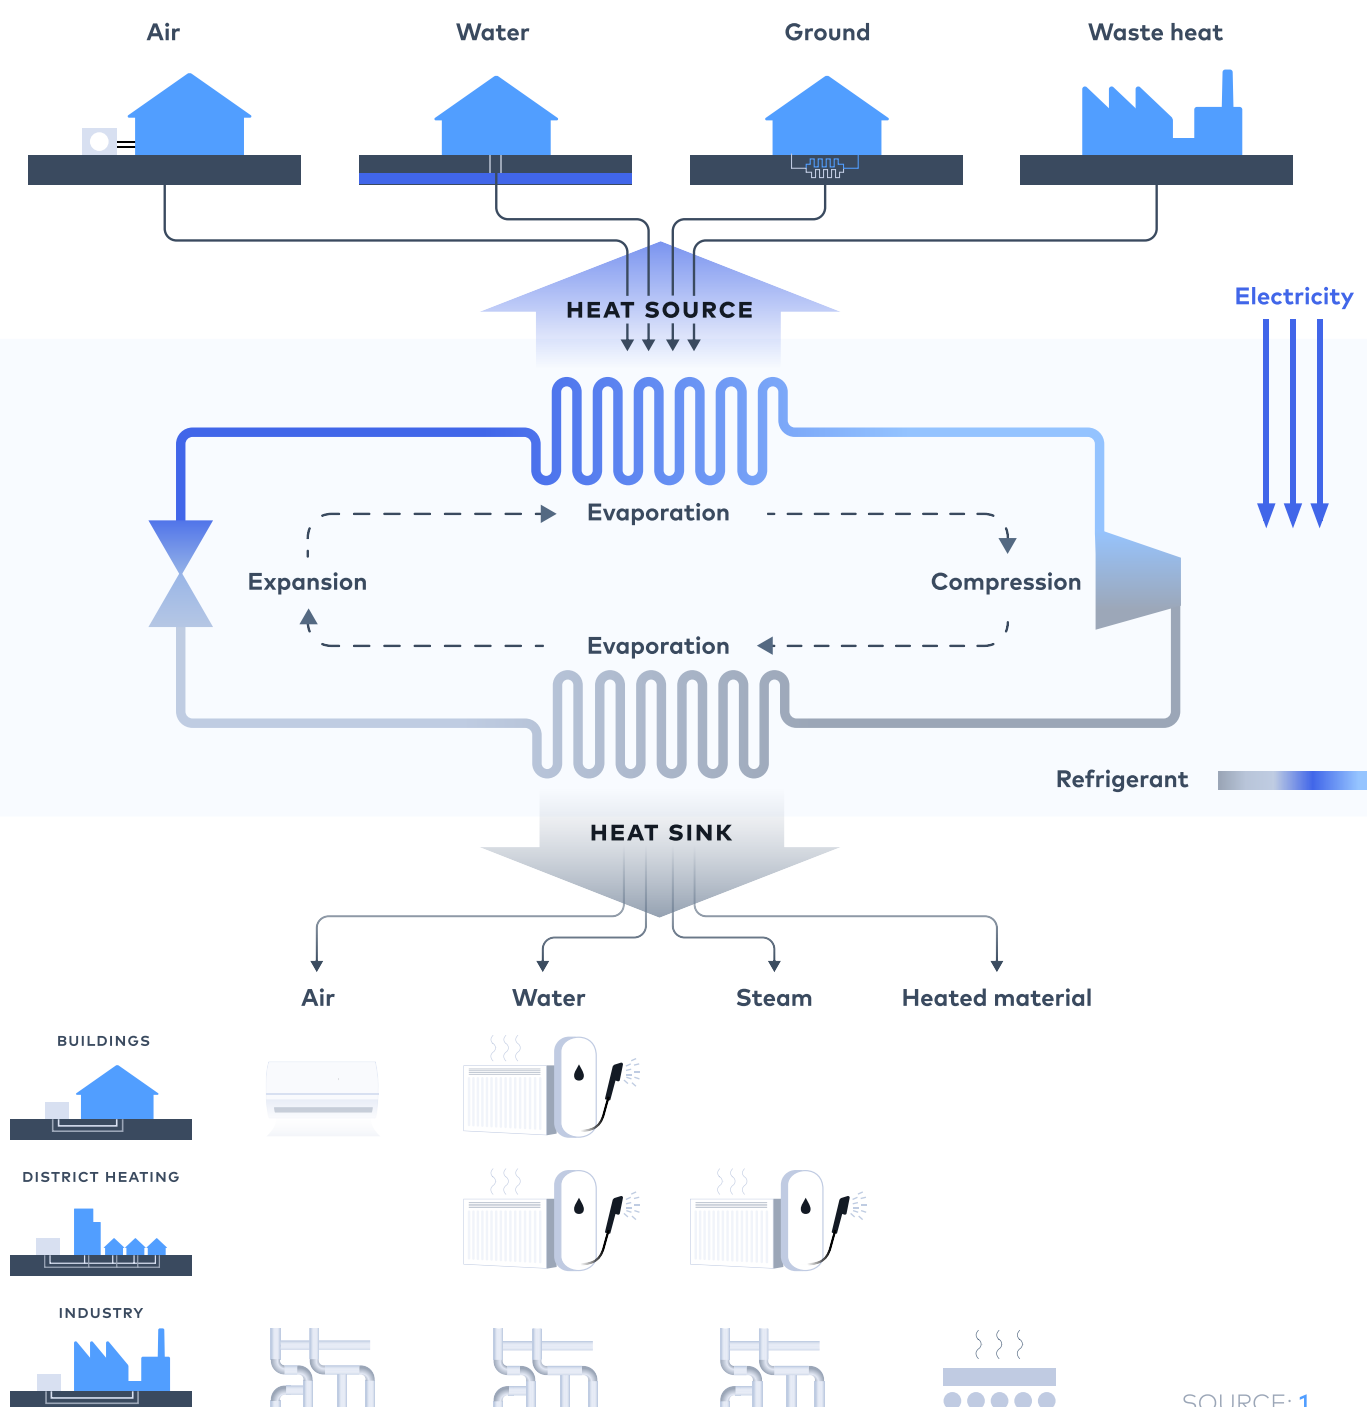 Air
Water
Ground
Waste heat
HEAT SOURCE
Electricity
Evaporation
Expansion
Compression
Evaporation
Refrigerant
HEAT SINK
Air
Water
Steam
Heated material
BUILDINGS
DISTRICT HEATING
INDUSTRY
SOURCE: 1